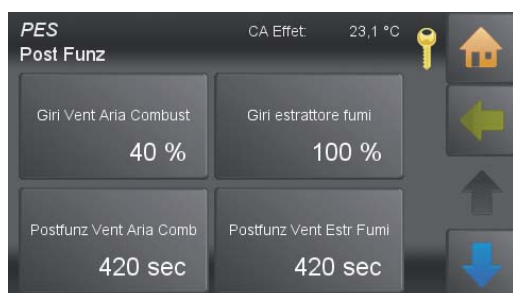 PES CA Effet: 23,1 °C
Post Funz
Giri Vent Aria Combust
40 %
Giri estrattore fumi
100 %
Postfunz Vent Aria Comb
420 sec
Postfunz Vent Estr Fumi
420 sec